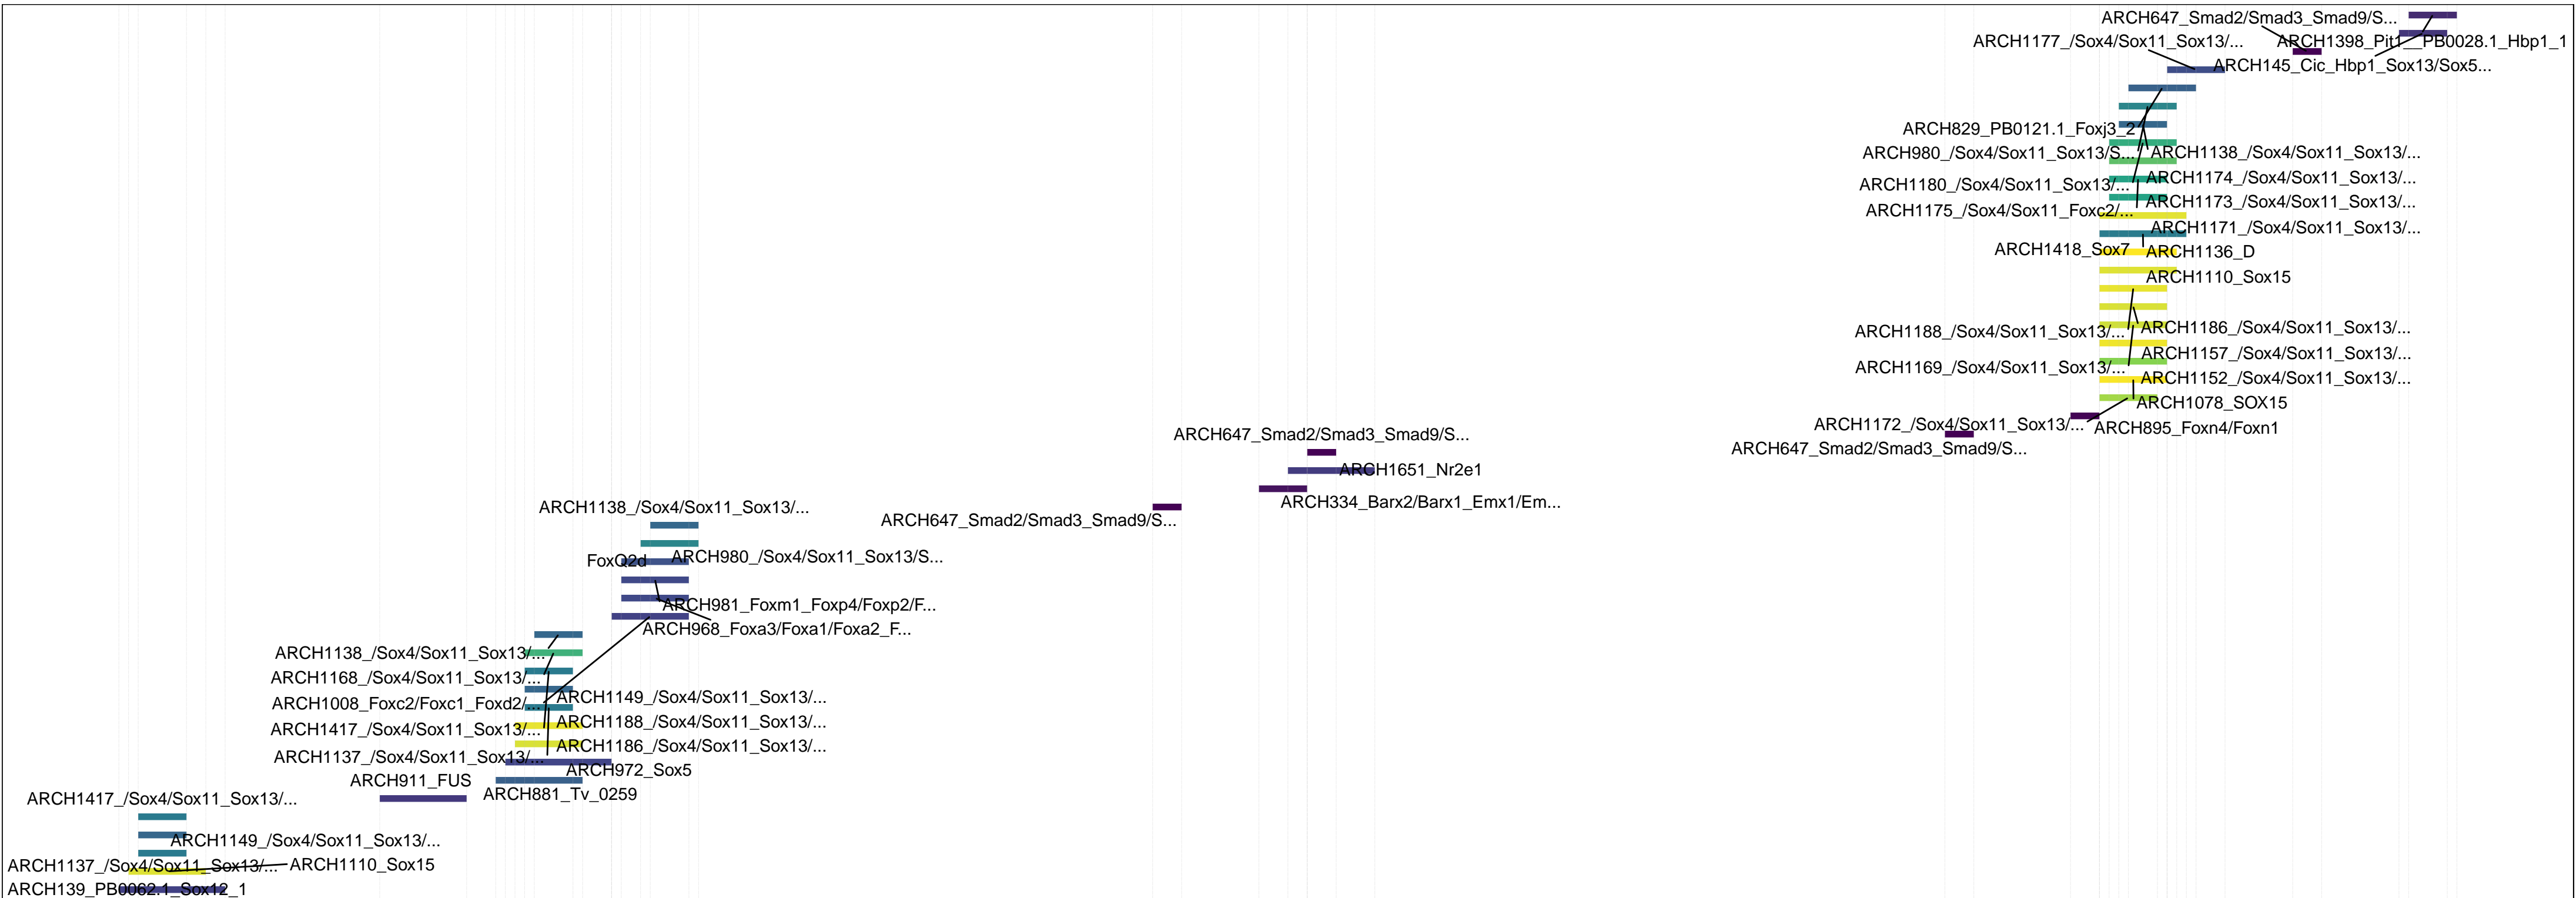 ARCH647_Smad2/Smad3_Smad9/S...
ARCH1177_/Sox4/Sox11_Sox13/...
ARCH1398_Pit1__PB0028.1_Hbp1_1
ARCH145_Cic_Hbp1_Sox13/Sox5...
ARCH829_PB0121.1_Foxj3_2
ARCH980_/Sox4/Sox11_Sox13/S...
ARCH1138_/Sox4/Sox11_Sox13/...
ARCH1174_/Sox4/Sox11_Sox13/...
ARCH1180_/Sox4/Sox11_Sox13/...
ARCH1173_/Sox4/Sox11_Sox13/...
ARCH1175_/Sox4/Sox11_Foxc2/...
ARCH1171_/Sox4/Sox11_Sox13/...
ARCH1418_Sox7
ARCH1136_D
ARCH1110_Sox15
ARCH1188_/Sox4/Sox11_Sox13/...
ARCH1186_/Sox4/Sox11_Sox13/...
ARCH1157_/Sox4/Sox11_Sox13/...
ARCH1169_/Sox4/Sox11_Sox13/...
ARCH1152_/Sox4/Sox11_Sox13/...
ARCH1078_SOX15
ARCH1172_/Sox4/Sox11_Sox13/...
ARCH895_Foxn4/Foxn1
ARCH647_Smad2/Smad3_Smad9/S...
ARCH647_Smad2/Smad3_Smad9/S...
ARCH1651_Nr2e1
ARCH334_Barx2/Barx1_Emx1/Em...
ARCH1138_/Sox4/Sox11_Sox13/...
ARCH647_Smad2/Smad3_Smad9/S...
FoxQ2d
ARCH980_/Sox4/Sox11_Sox13/S...
ARCH981_Foxm1_Foxp4/Foxp2/F...
ARCH968_Foxa3/Foxa1/Foxa2_F...
ARCH1138_/Sox4/Sox11_Sox13/...
ARCH1168_/Sox4/Sox11_Sox13/...
ARCH1149_/Sox4/Sox11_Sox13/...
ARCH1008_Foxc2/Foxc1_Foxd2/...
ARCH1188_/Sox4/Sox11_Sox13/...
ARCH1417_/Sox4/Sox11_Sox13/...
ARCH1186_/Sox4/Sox11_Sox13/...
ARCH1137_/Sox4/Sox11_Sox13/...
ARCH972_Sox5
ARCH911_FUS
ARCH881_Tv_0259
ARCH1417_/Sox4/Sox11_Sox13/...
ARCH1149_/Sox4/Sox11_Sox13/...
ARCH1137_/Sox4/Sox11_Sox13/...
ARCH1110_Sox15
ARCH139_PB0062.1_Sox12_1